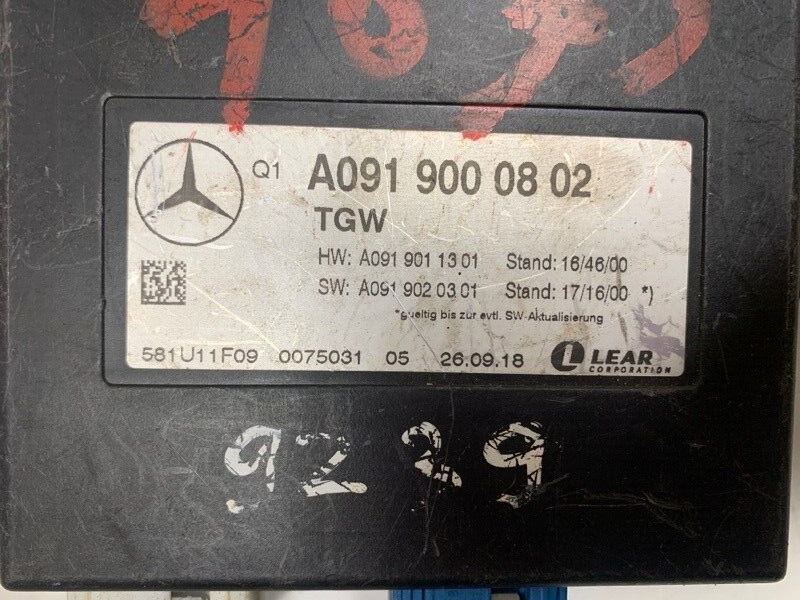 Q1 A091 900 08 02
TGW
HW: A091 901 13 01 Stand: 16/46/00
SW: A091 902 03 01 Stand: 17/16/00 *)
*gueltig bis zur evtl. SW-Aktualisierung
581U11F09 0075031 05 26.09.18 LEAR
CORPORATION